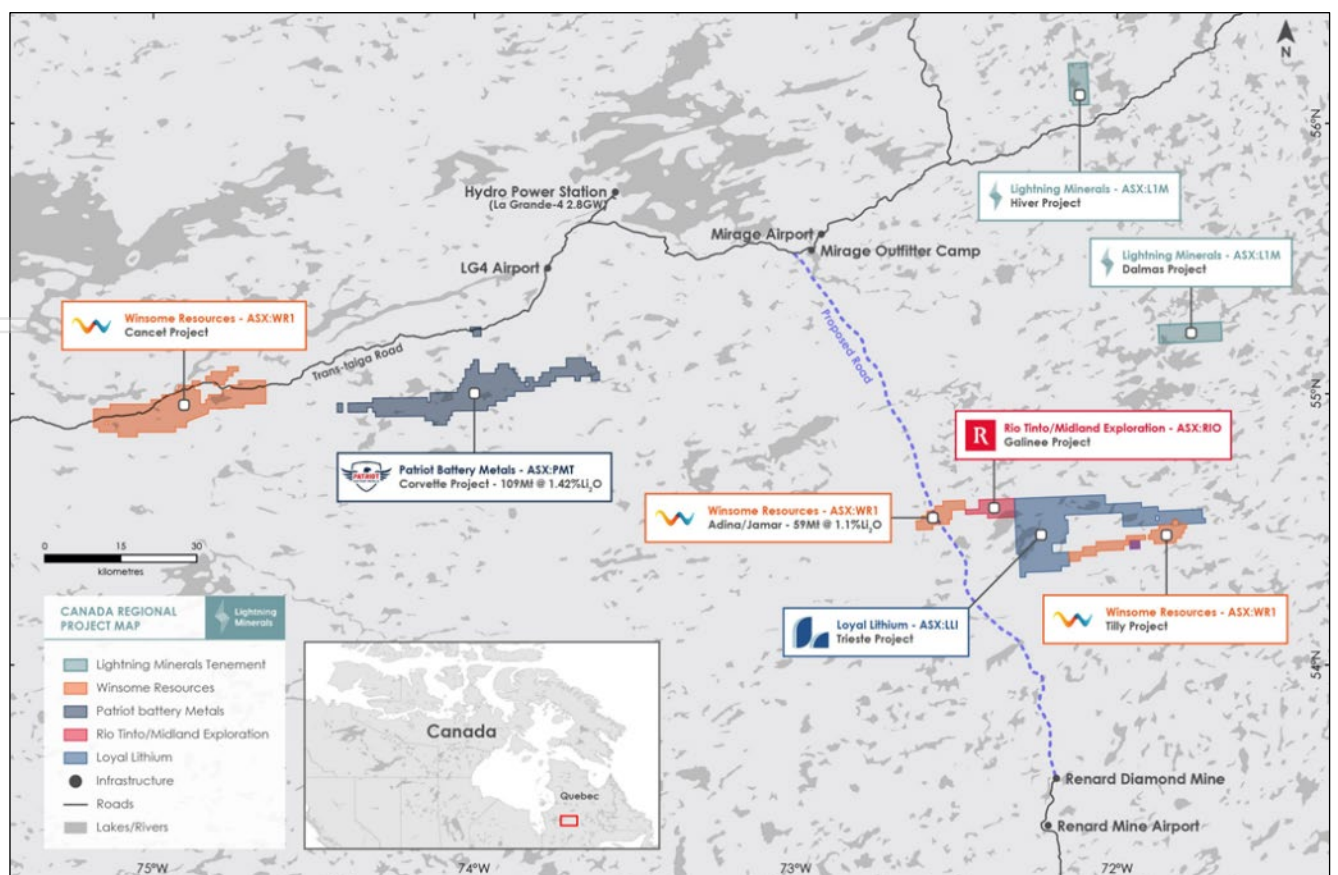 N
56°N
55°N
54°N
Hydro Power Station
(La Grande-4 2.8GW)
LG4 Airport
Mirage Airport
Mirage Outfitter Camp
Lightning Minerals - ASX:L1M
Hiver Project
Lightning Minerals - ASX:L1M
Dalmas Project
Winsome Resources - ASX:WR1
Cancet Project
Trans-taiga Road
Proposed Road
PATRIOT
Patriot Battery Metals - ASX:PMT
Corvette Project - 109Mt @ 1.42%Li₂O
R
Rio Tinto/Midland Exploration - ASX:RIO
Galinee Project
Winsome Resources - ASX:WR1
Adina/Jamar - 59Mt @ 1.1%Li₂O
Loyal Lithium - ASX:LLI
Trieste Project
Winsome Resources - ASX:WR1
Tilly Project
0 15 30
kilometres
CANADA REGIONAL
PROJECT MAP
Lightning
Minerals
Lightning Minerals Tenement
Winsome Resources
Patriot battery Metals
Rio Tinto/Midland Exploration
Loyal Lithium
Infrastructure
Roads
Lakes/Rivers
Canada
Quebec
Renard Diamond Mine
Renard Mine Airport
75°W
74°W
73°W
72°W